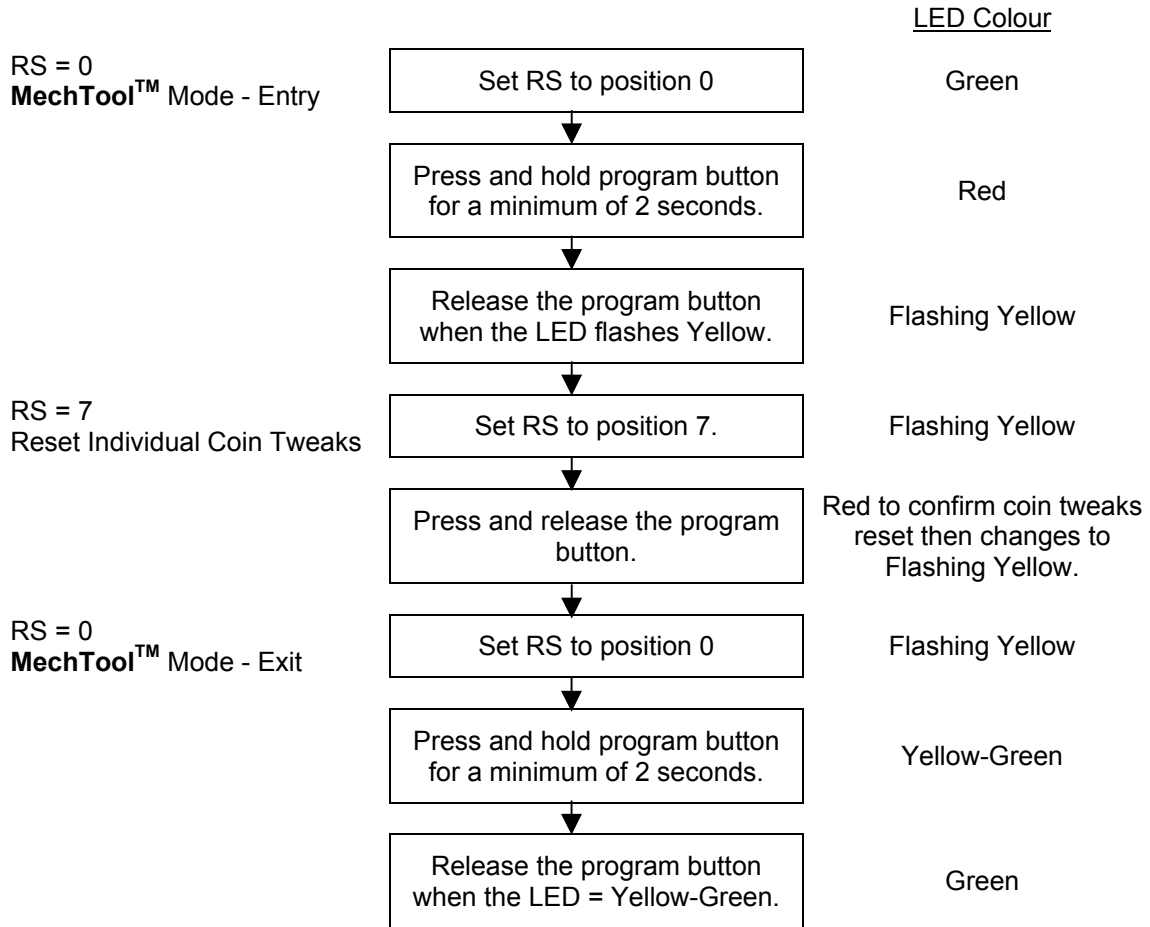 LED Colour
RS = 0
MechTool™ Mode - Entry
Set RS to position 0
Green
Press and hold program button
for a minimum of 2 seconds.
Red
Release the program button
when the LED flashes Yellow.
Flashing Yellow
RS = 7
Reset Individual Coin Tweaks
Set RS to position 7.
Flashing Yellow
Press and release the program
button.
Red to confirm coin tweaks
reset then changes to
Flashing Yellow.
RS = 0
MechTool™ Mode - Exit
Set RS to position 0
Flashing Yellow
Press and hold program button
for a minimum of 2 seconds.
Yellow-Green
Release the program button
when the LED = Yellow-Green.
Green